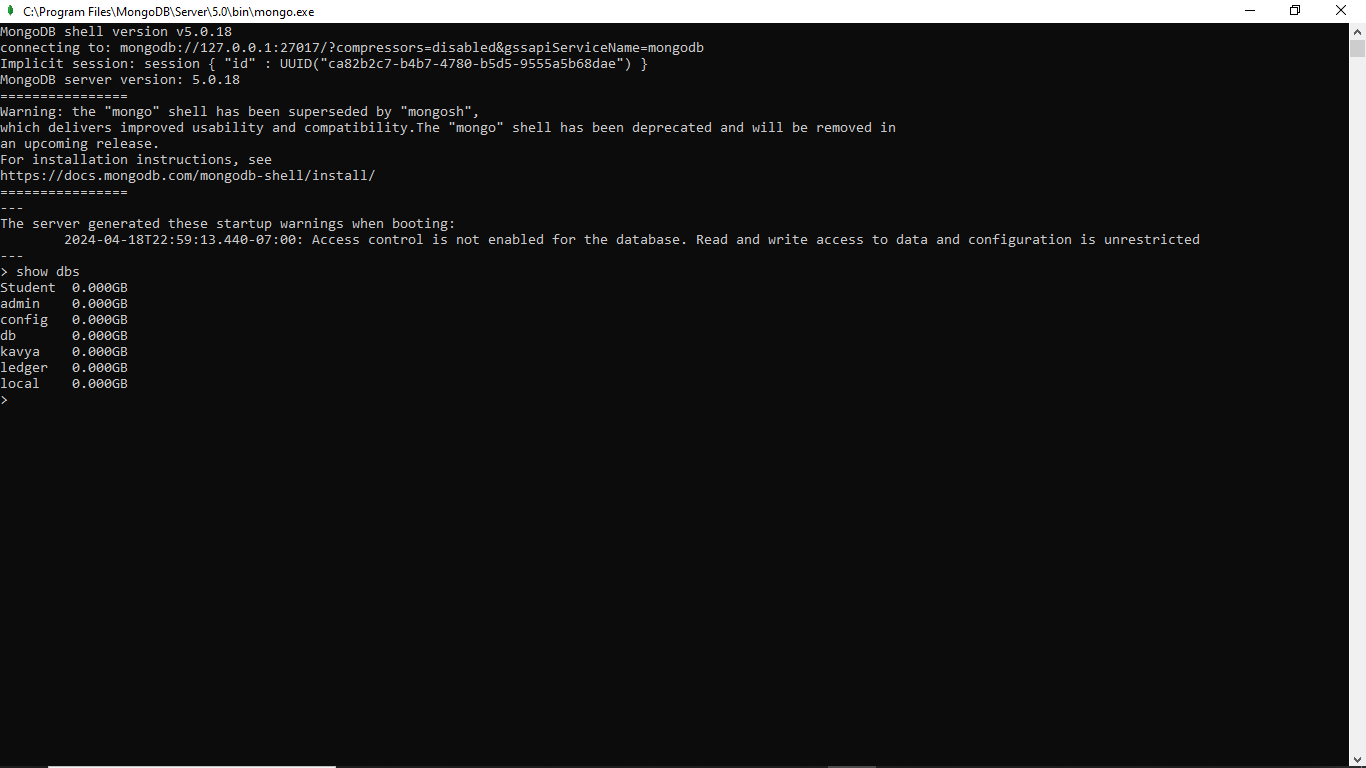 C:\Program Files\MongoDB\Server\5.0\bin\mongo.exe
MongoDB shell version v5.0.18
connecting to: mongodb://127.0.0.1:27017/?compressors=disabled&gssapiServiceName=mongodb
Implicit session: session { "id" : UUID("ca82b2c7-b4b7-4780-b5d5-9555a5b68dae") }
MongoDB server version: 5.0.18
================
Warning: the "mongo" shell has been superseded by "mongosh",
which delivers improved usability and compatibility.The "mongo" shell has been deprecated and will be removed in
an upcoming release.
For installation instructions, see
https://docs.mongodb.com/mongodb-shell/install/
================
---
The server generated these startup warnings when booting:
        2024-04-18T22:59:13.440-07:00: Access control is not enabled for the database. Read and write access to data and configuration is unrestricted
---
> show dbs
Student  0.000GB
admin    0.000GB
config   0.000GB
db       0.000GB
kavya    0.000GB
ledger   0.000GB
local    0.000GB
>